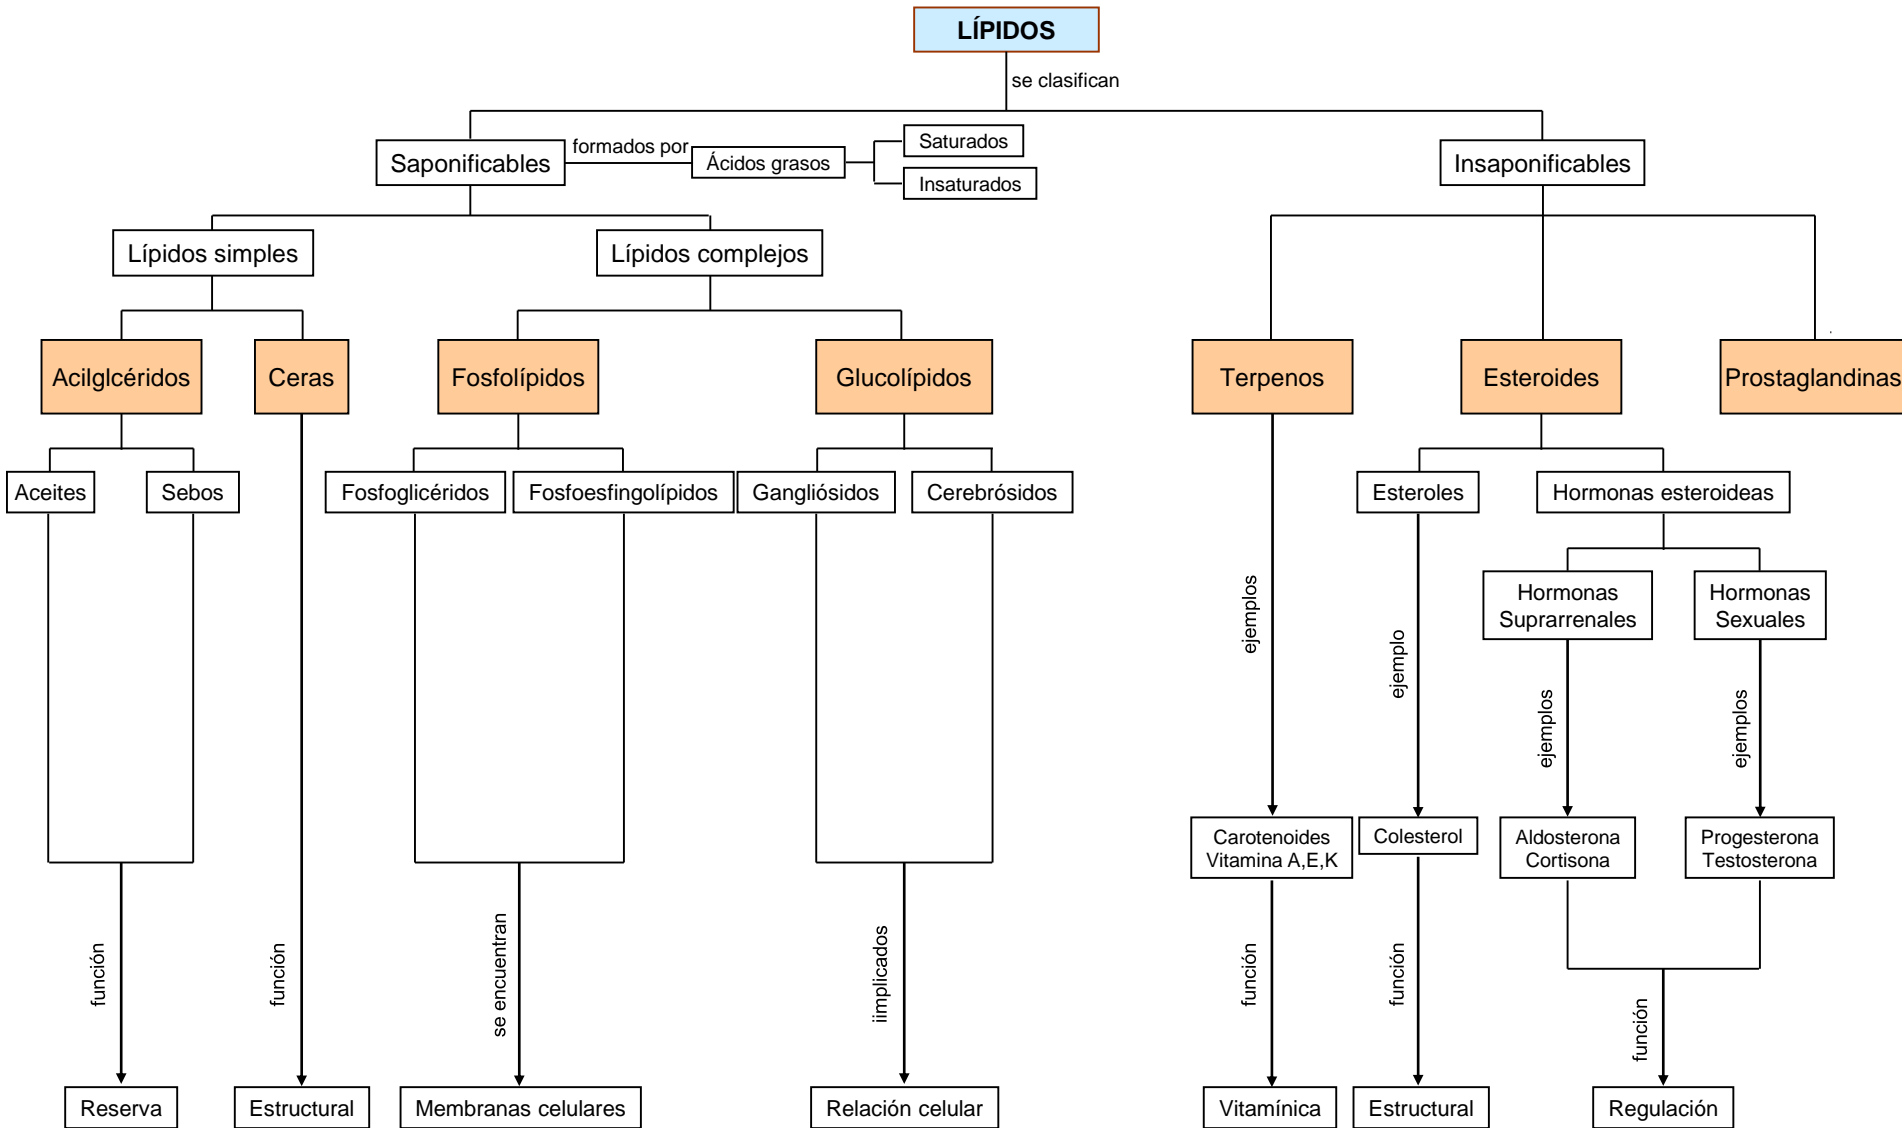 LÍPIDOS
se clasifican
Saponificables
formados por
Ácidos grasos
Saturados
Insaturados
Insaponificables
Lípidos simples
Lípidos complejos
Acilglcéridos
Ceras
Fosfolípidos
Glucolípidos
Terpenos
Esteroides
Prostaglandinas
Aceites
Sebos
Fosfoglicéridos
Fosfoesfingolípidos
Gangliósidos
Cerebrósidos
Esteroles
Hormonas esteroideas
Hormonas
Suprarrenales
Hormonas
Sexuales
ejemplos
ejemplo
ejemplos
ejemplos
Carotenoides
Vitamina A,E,K
Colesterol
Aldosterona
Cortisona
Progesterona
Testosterona
función
función
se encuentran
iimplicados
función
función
función
Reserva
Estructural
Membranas celulares
Relación celular
Vitamínica
Estructural
Regulación